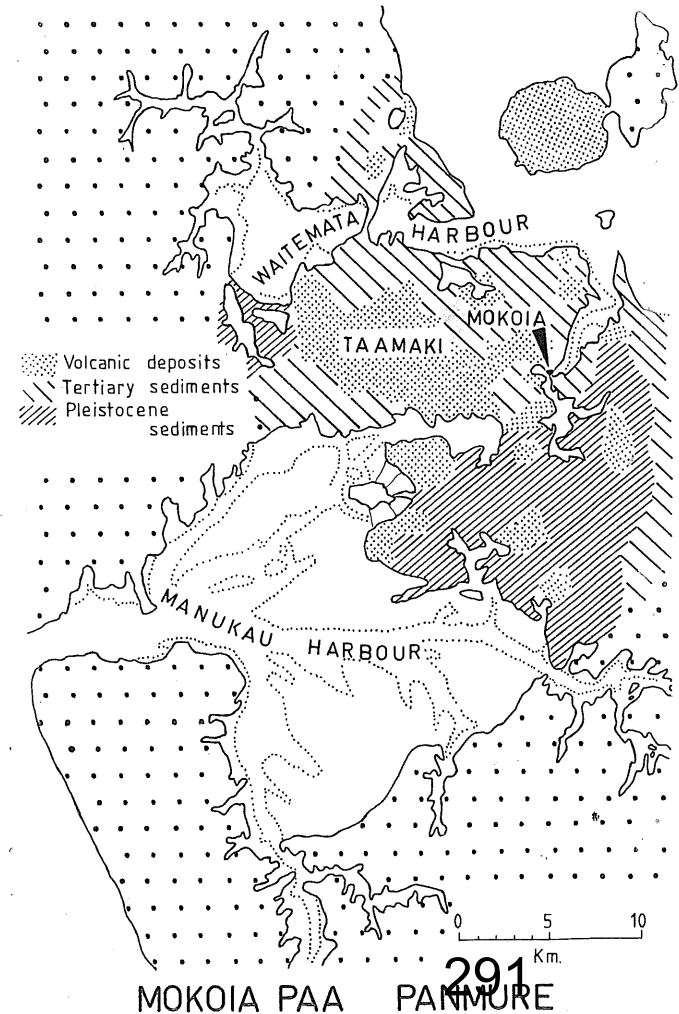 WAITEMATA
HARBOUR
MOKOIA
TAAMAKI
Volcanic deposits
Tertiary sediments
Pleistocene
sediments
MANUKAU HARBOUR
0 5 10
Km.
291
MOKOIA PAA PANMURE